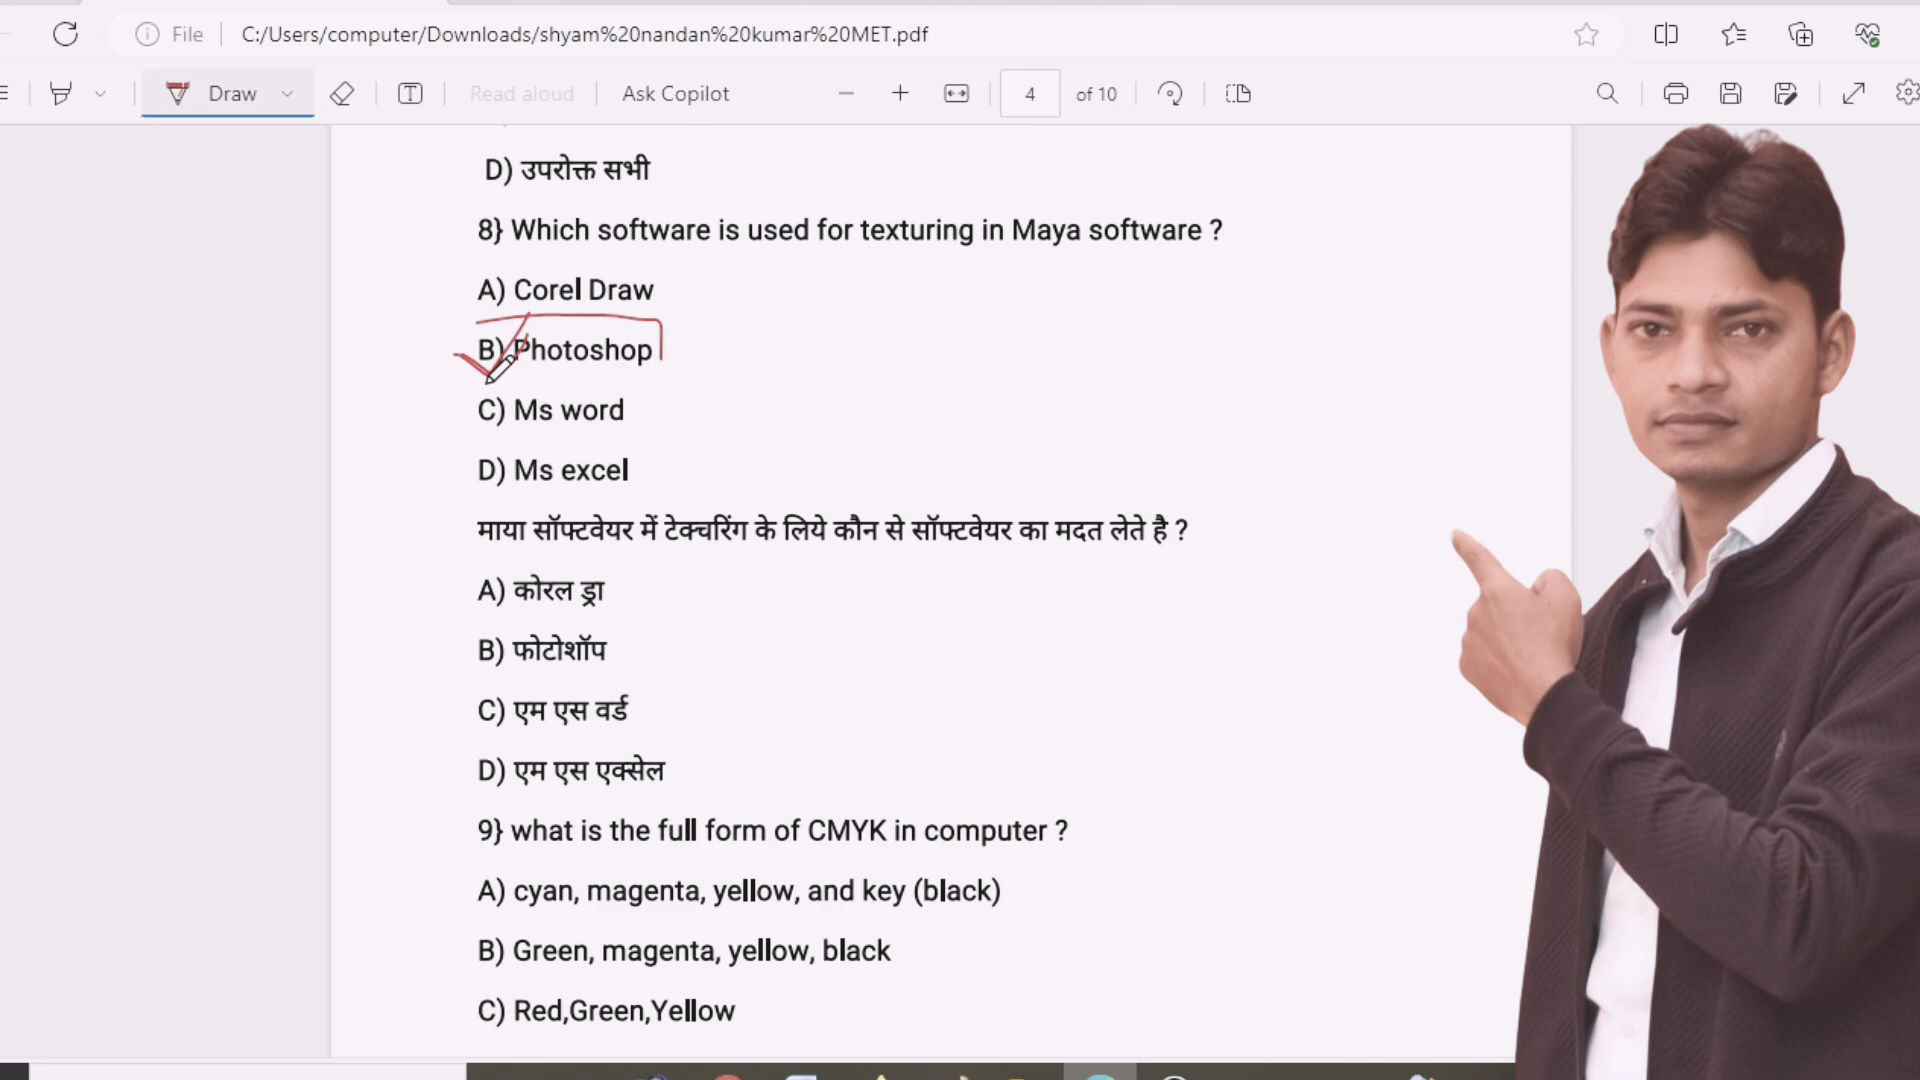 File C:/Users/computer/Downloads/shyam%20nandan%20kumar%20MET.pdf
Draw Read aloud Ask Copilot 4 of 10
D) उपरोक्त सभी
8} Which software is used for texturing in Maya software ?
A) Corel Draw
B) Photoshop
C) Ms word
D) Ms excel
माया सॉफ्टवेयर में टेक्चरिंग के लिये कौन से सॉफ्टवेयर का मदत लेते है ?
A) कोरल ड्रा
B) फोटोशॉप
C) एम एस वर्ड
D) एम एस एक्सेल
9} what is the full form of CMYK in computer ?
A) cyan, magenta, yellow, and key (black)
B) Green, magenta, yellow, black
C) Red,Green,Yellow